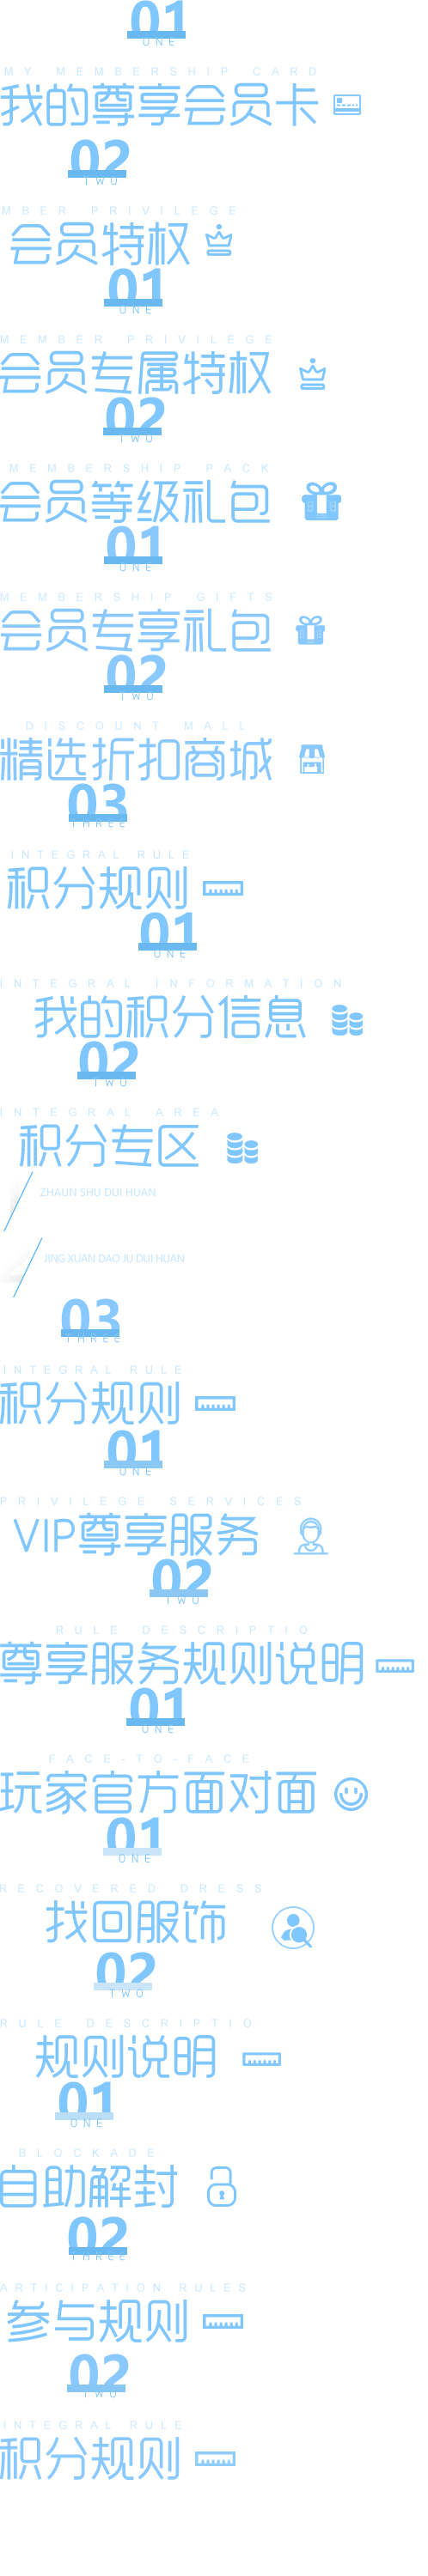 01
ONE
MY MEMBERSHIP CARD
我的尊享会员卡
02
TWO
MBER PRIVILEGE
会员特权
01
ONE
MEMBER PRIVILEGE
会员专属特权
02
TWO
MEMBERSHIP PACK
会员等级礼包
01
ONE
MEMBERSHIP GIFTS
会员专享礼包
02
TWO
DISCOUNT MALL
精选折扣商城
03
THREE
INTEGRAL RULE
积分规则
01
ONE
INTEGRAL INFORMATION
我的积分信息
02
TWO
INTEGRAL AREA
积分专区
ZHAUN SHU DUI HUAN
JING XUAN DAO JU DUI HUAN
03
THREE
INTEGRAL RULE
积分规则
01
ONE
PRIVILEGE SERVICES
VIP尊享服务
02
TWO
RULE DESCRIPTIO
尊享服务规则说明
01
ONE
FACE-TO-FACE
玩家官方面对面
01
ONE
RECOVERED DRESS
找回服饰
02
TWO
RULE DESCRIPTIO
规则说明
01
ONE
BLOCKADE
自助解封
02
THREE
ARTICIPATION RULES
参与规则
02
TWO
INTEGRAL RULE
积分规则